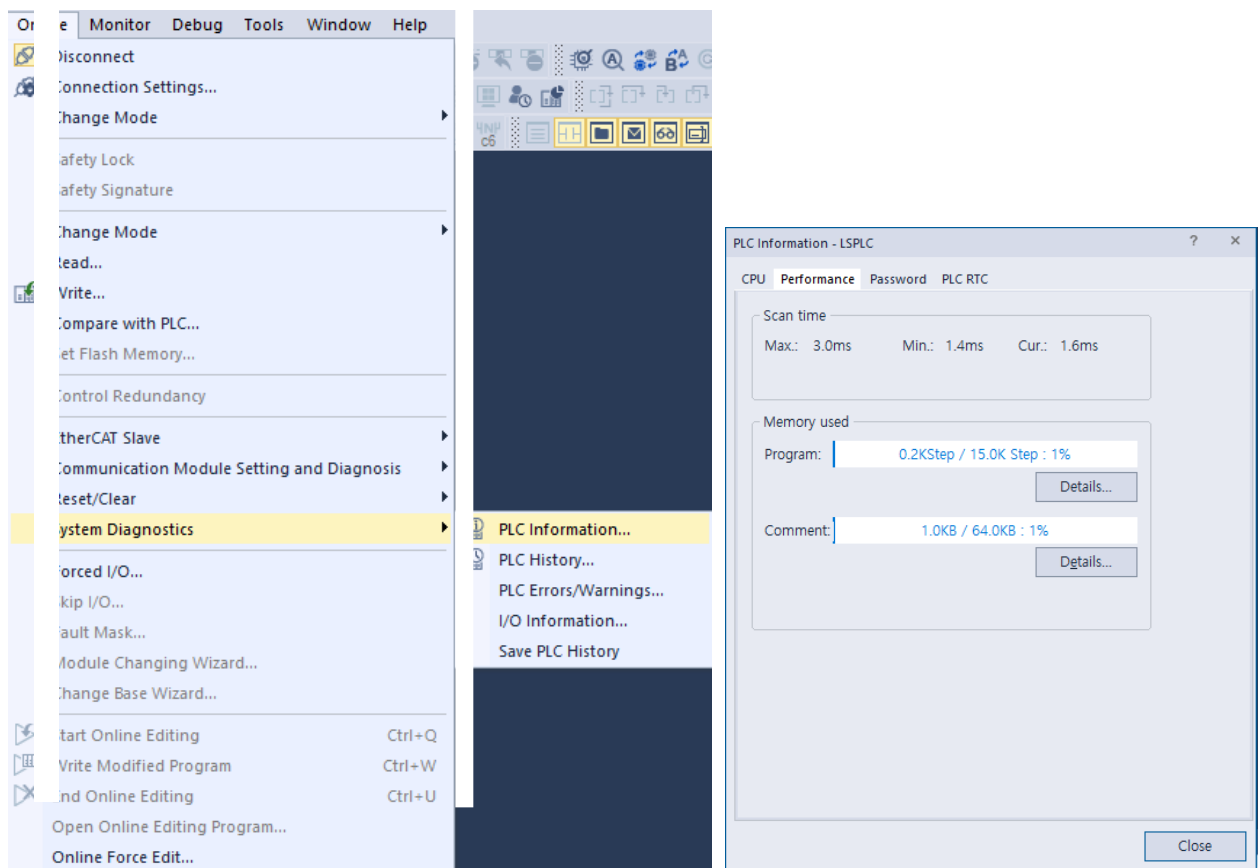 Monitor Debug Tools Window Help
Disconnect
Connection Settings...
Change Mode
Safety Lock
Safety Signature
Change Mode
Read...
Write...
Compare with PLC...
Set Flash Memory...
Control Redundancy
EtherCAT Slave
Communication Module Setting and Diagnosis
Reset/Clear
System Diagnostics
Forced I/O...
Skip I/O...
Fault Mask...
Module Changing Wizard...
Change Base Wizard...
Start Online Editing Ctrl+Q
Write Modified Program Ctrl+W
End Online Editing Ctrl+U
Open Online Editing Program...
Online Force Edit...
PLC Information...
PLC History...
PLC Errors/Warnings...
I/O Information...
Save PLC History
PLC Information - LSPLC
CPU Performance Password PLC RTC
Scan time
Max.: 3.0ms Min.: 1.4ms Cur.: 1.6ms
Memory used
Program: 0.2KStep / 15.0K Step : 1%
Details...
Comment: 1.0KB / 64.0KB : 1%
Details...
Close